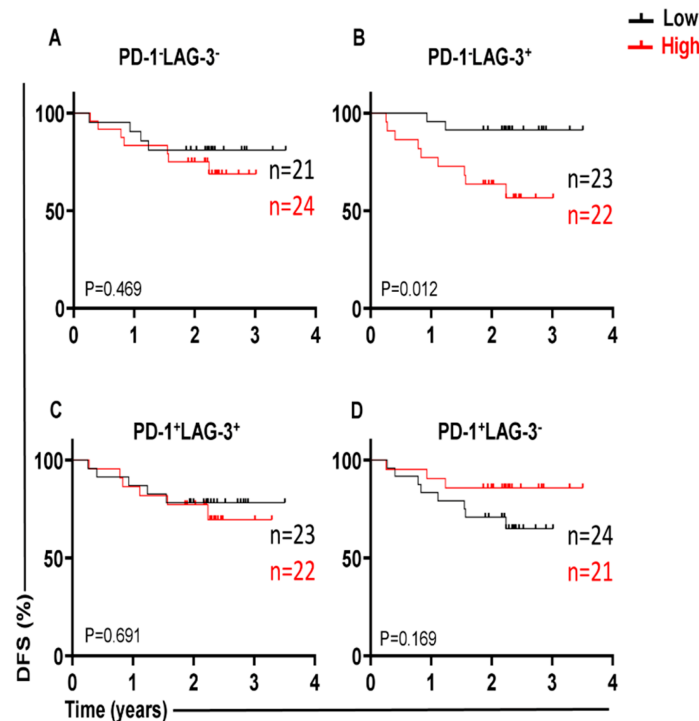 Low
High
A
PD-1⁻LAG-3⁻
100
50
0
n=21
n=24
P=0.469
0 1 2 3 4
B
PD-1⁻LAG-3⁺
100
50
0
n=23
n=22
P=0.012
0 1 2 3 4
C
PD-1⁺LAG-3⁺
100
50
0
n=23
n=22
P=0.691
0 1 2 3 4
D
PD-1⁺LAG-3⁻
100
50
0
n=24
n=21
P=0.169
0 1 2 3 4
DFS (%)
Time (years)